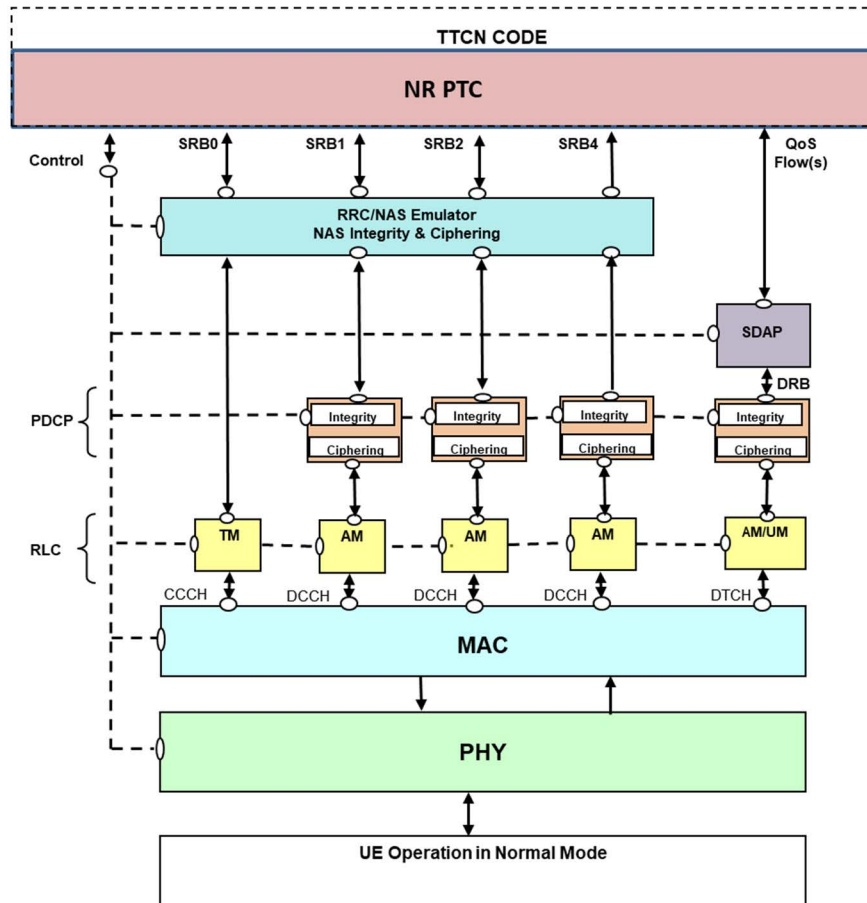 TTCN CODE
NR PTC
Control
SRB0
SRB1
SRB2
SRB4
QoS
Flow(s)
RRC/NAS Emulator
NAS Integrity & Ciphering
SDAP
DRB
PDCP
Integrity
Integrity
Integrity
Integrity
Ciphering
Ciphering
Ciphering
Ciphering
RLC
TM
AM
AM
AM
AM/UM
CCCH
DCCH
DCCH
DCCH
DTCH
MAC
PHY
UE Operation in Normal Mode